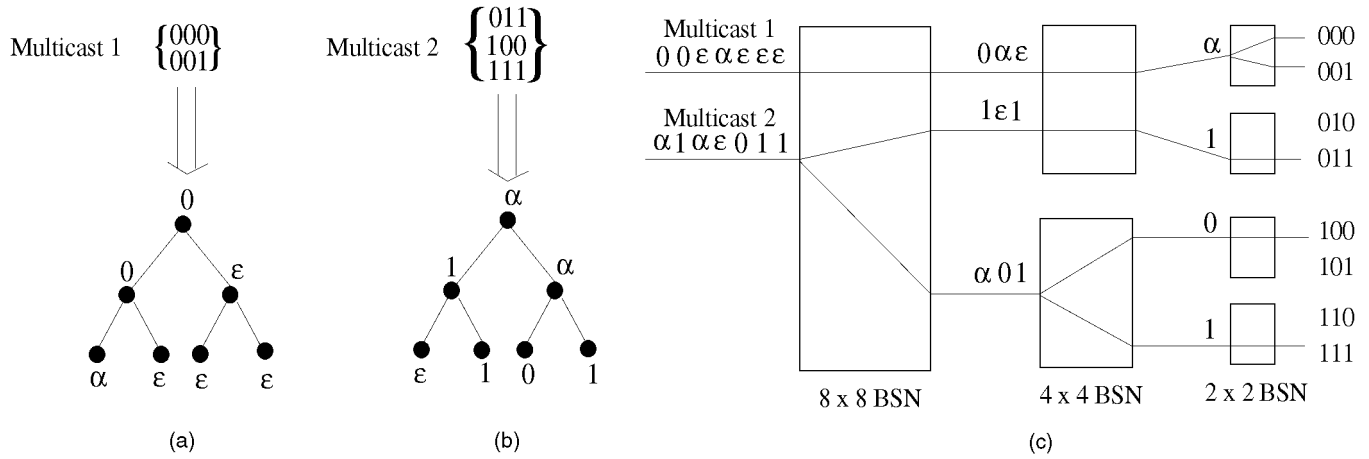 Multicast 1
{000
001}
0
0
ε
α
ε
ε
ε
(a)
Multicast 2
{011
100
111}
α
1
α
ε
1
0
1
(b)
Multicast 1
0 0 ε α ε ε ε
Multicast 2
α 1 α ε 0 1 1
8 x 8 BSN
0 α ε
1 ε 1
α 0 1
4 x 4 BSN
α
1
0
1
2 x 2 BSN
000
001
010
011
100
101
110
111
(c)